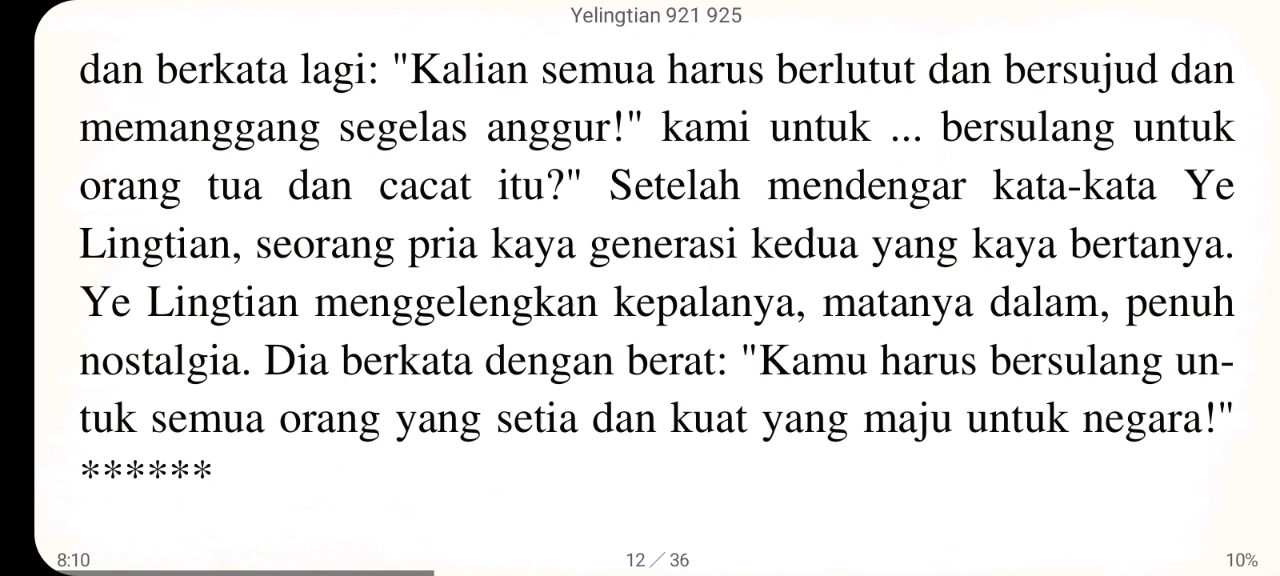 Yelingtian 921 925
dan berkata lagi: "Kalian semua harus berlutut dan bersujud dan
memanggang segelas anggur!" kami untuk ... bersulang untuk
orang tua dan cacat itu?" Setelah mendengar kata-kata Ye
Lingtian, seorang pria kaya generasi kedua yang kaya bertanya.
Ye Lingtian menggelengkan kepalanya, matanya dalam, penuh
nostalgia. Dia berkata dengan berat: "Kamu harus bersulang un-
tuk semua orang yang setia dan kuat yang maju untuk negara!"
******
8:10 12 / 36 10%